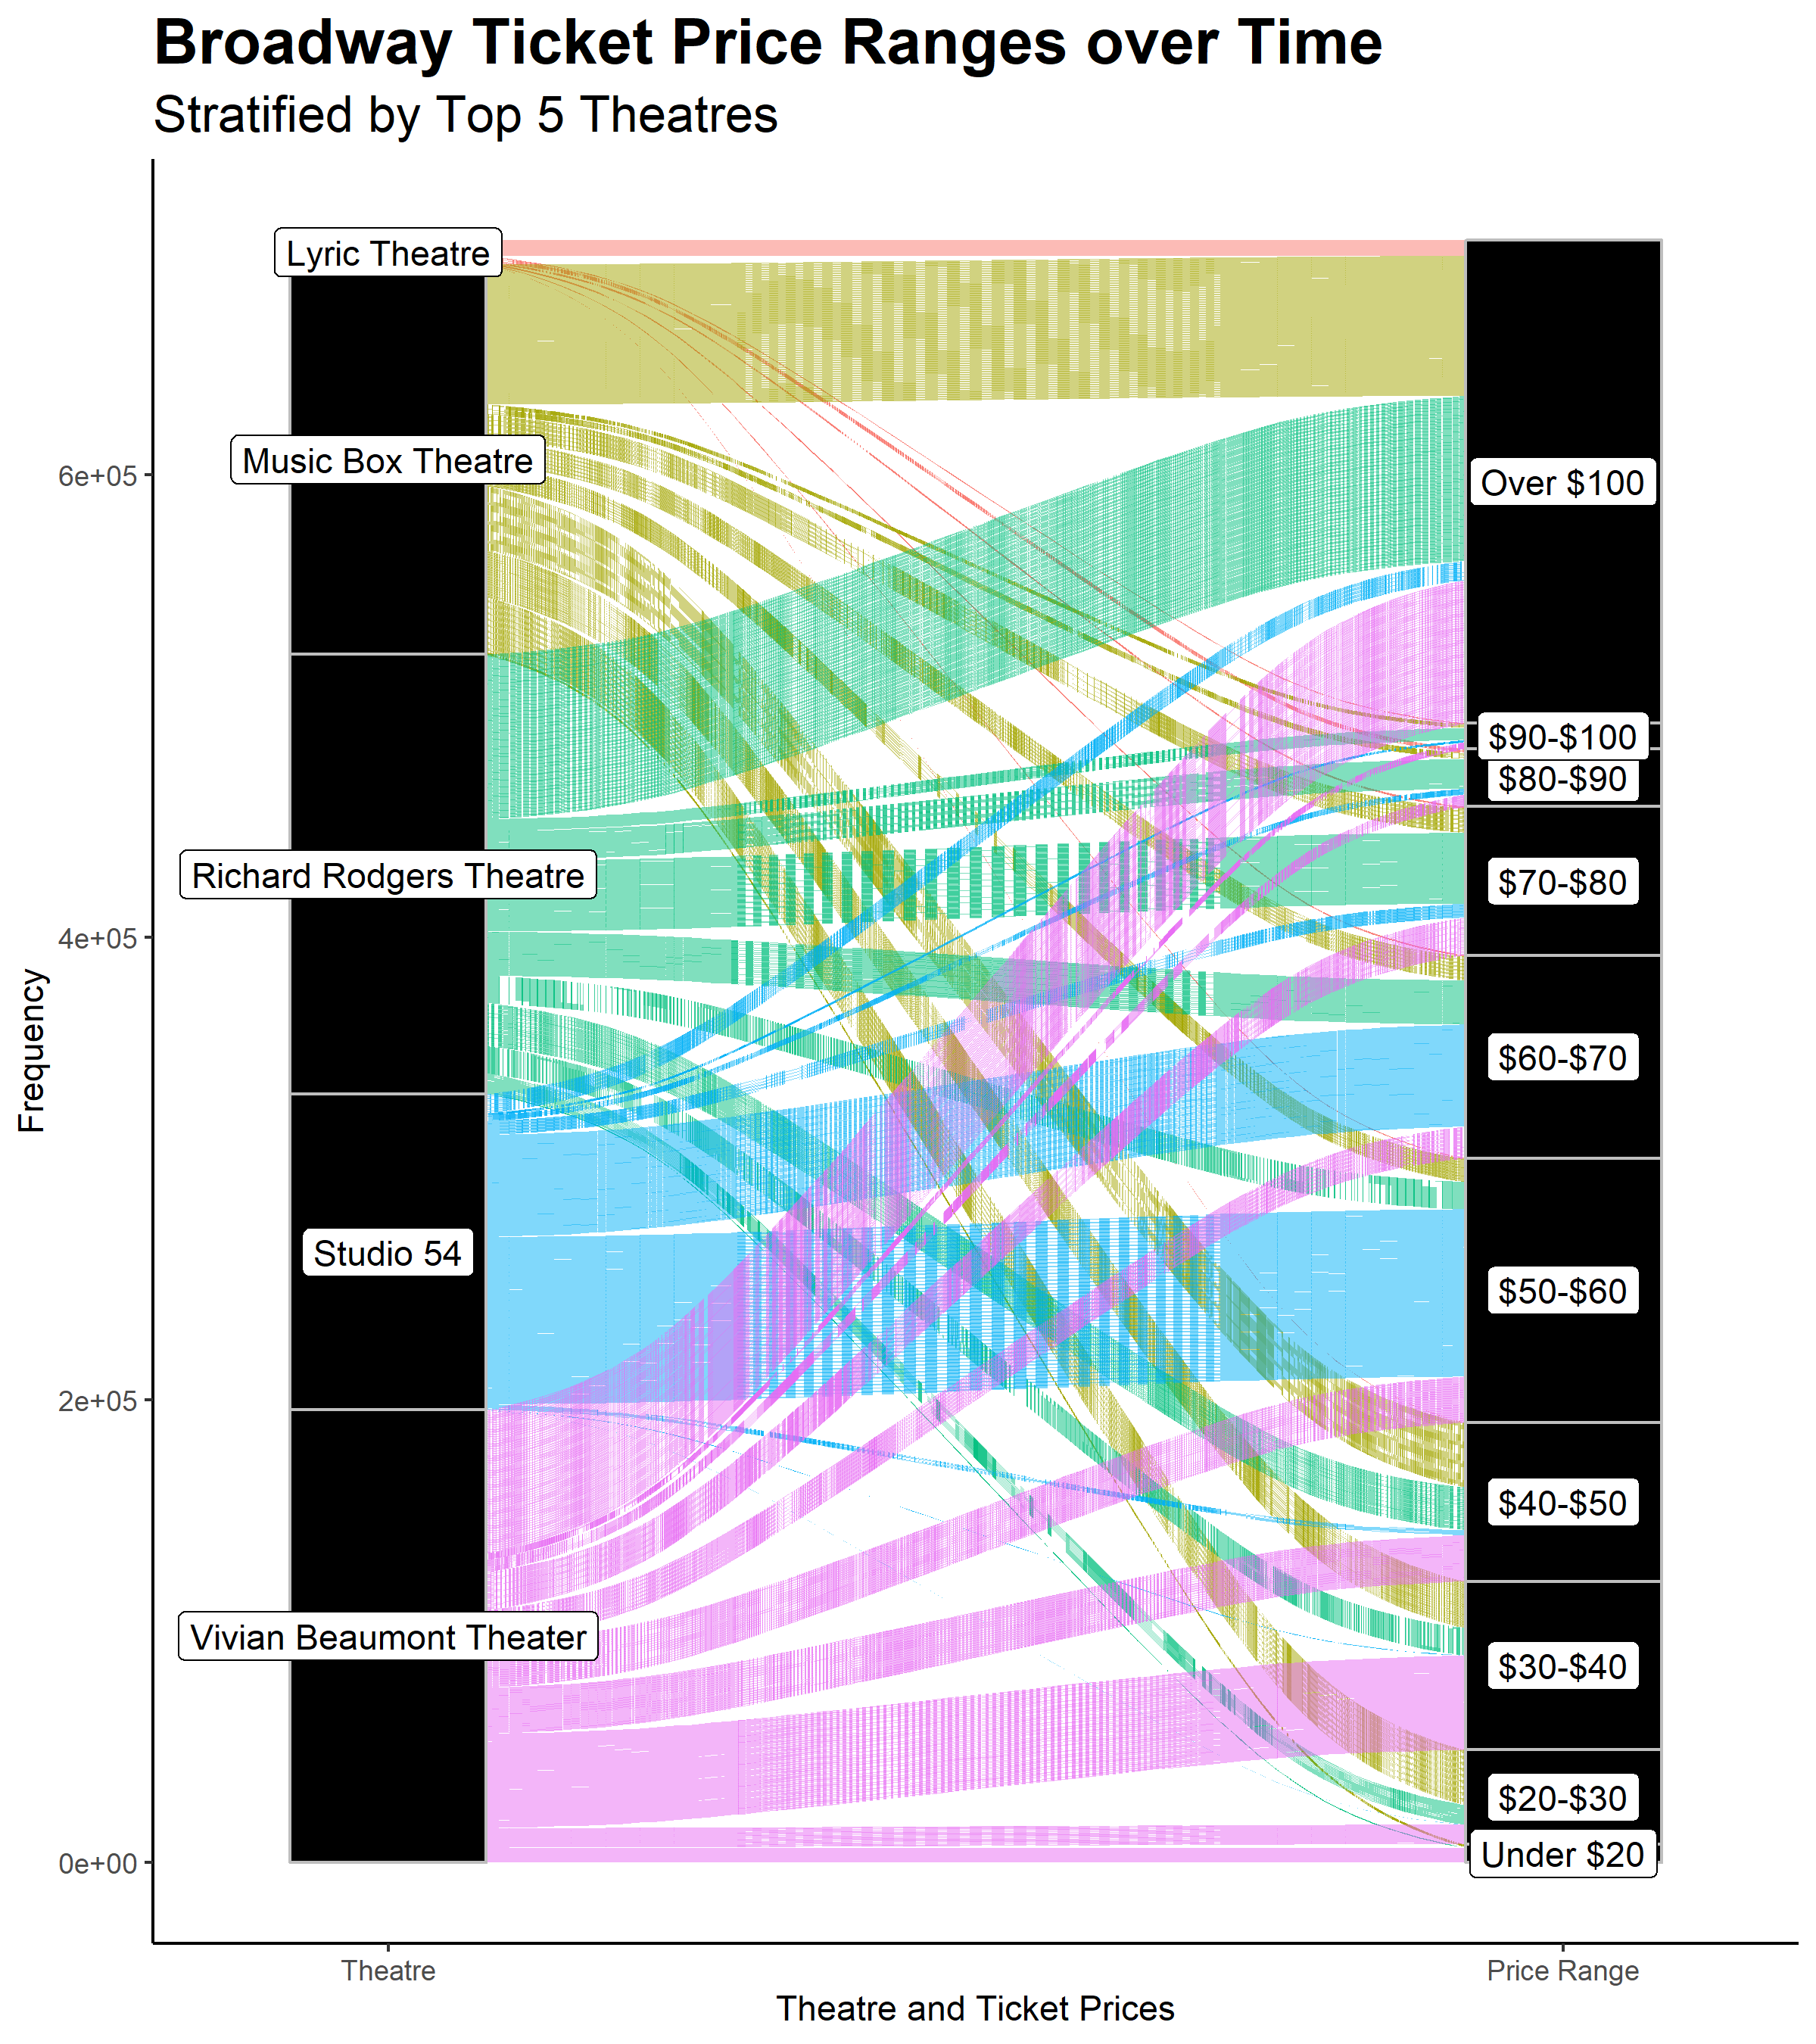 Broadway Ticket Price Ranges over Time
Stratified by Top 5 Theatres
Lyric Theatre
Music Box Theatre
Richard Rodgers Theatre
Studio 54
Vivian Beaumont Theater
Over $100
$90-$100
$80-$90
$70-$80
$60-$70
$50-$60
$40-$50
$30-$40
$20-$30
Under $20
6e+05
4e+05
2e+05
0e+00
Frequency
Theatre
Price Range
Theatre and Ticket Prices